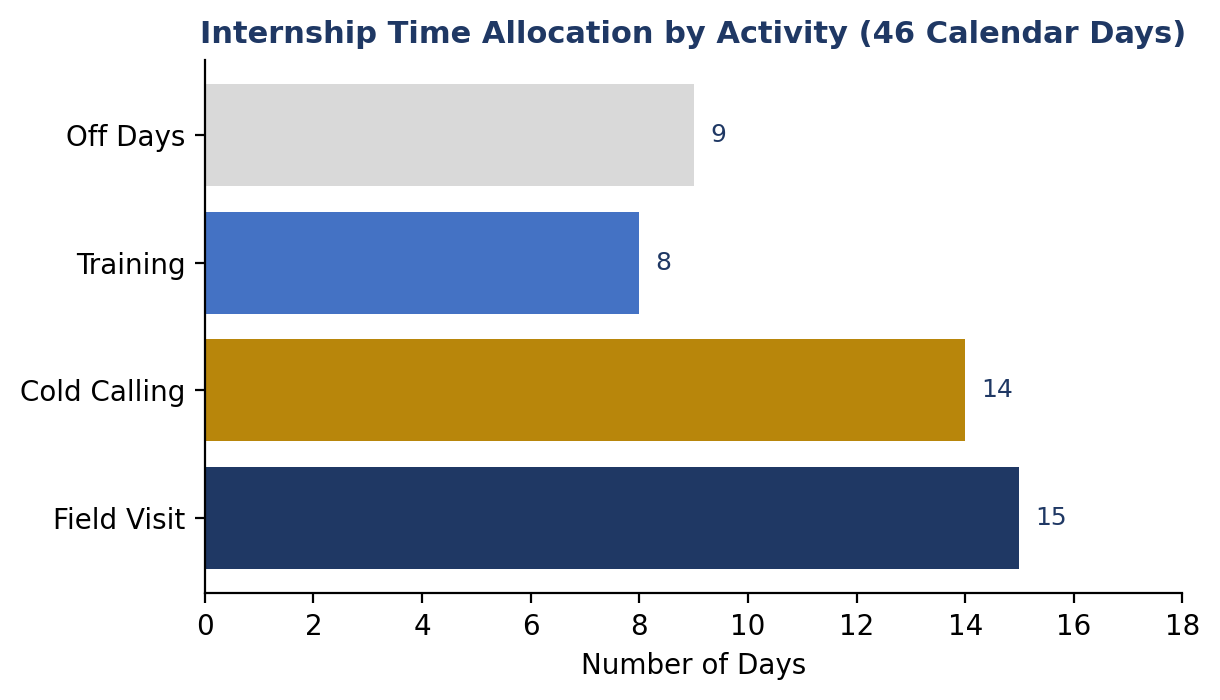 Internship Time Allocation by Activity (46 Calendar Days)
Off Days
9
Training
8
Cold Calling
14
Field Visit
15
0 2 4 6 8 10 12 14 16 18
Number of Days